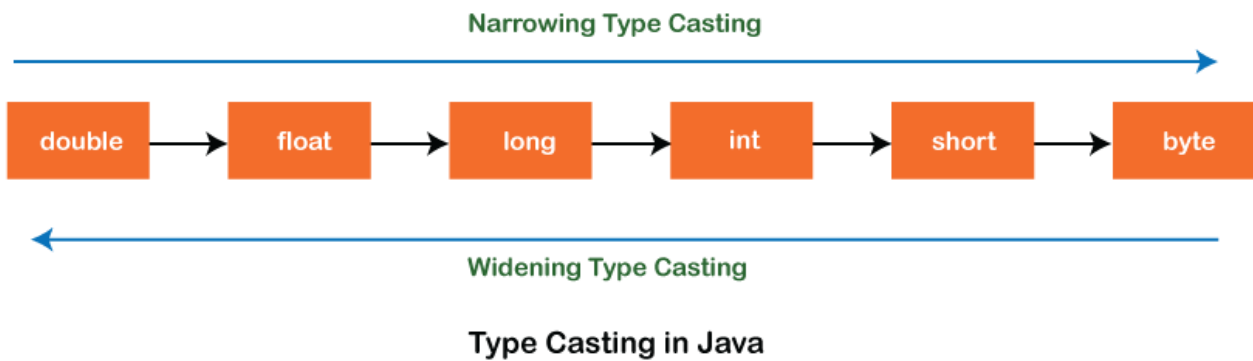 Narrowing Type Casting
double float long int short byte
Widening Type Casting
Type Casting in Java